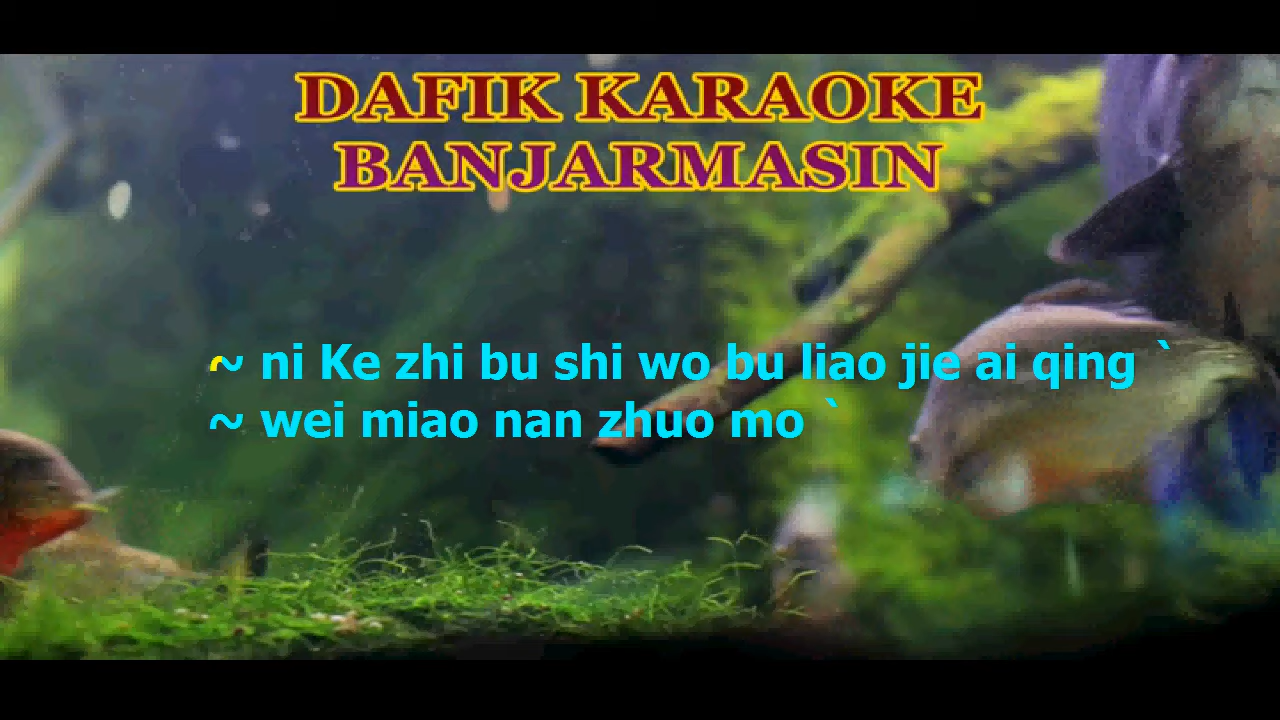 DAFIK KARAOKE
BANJARMASIN
~ ni Ke zhi bu shi wo bu liao jie ai qing `
~ wei miao nan zhuo mo `